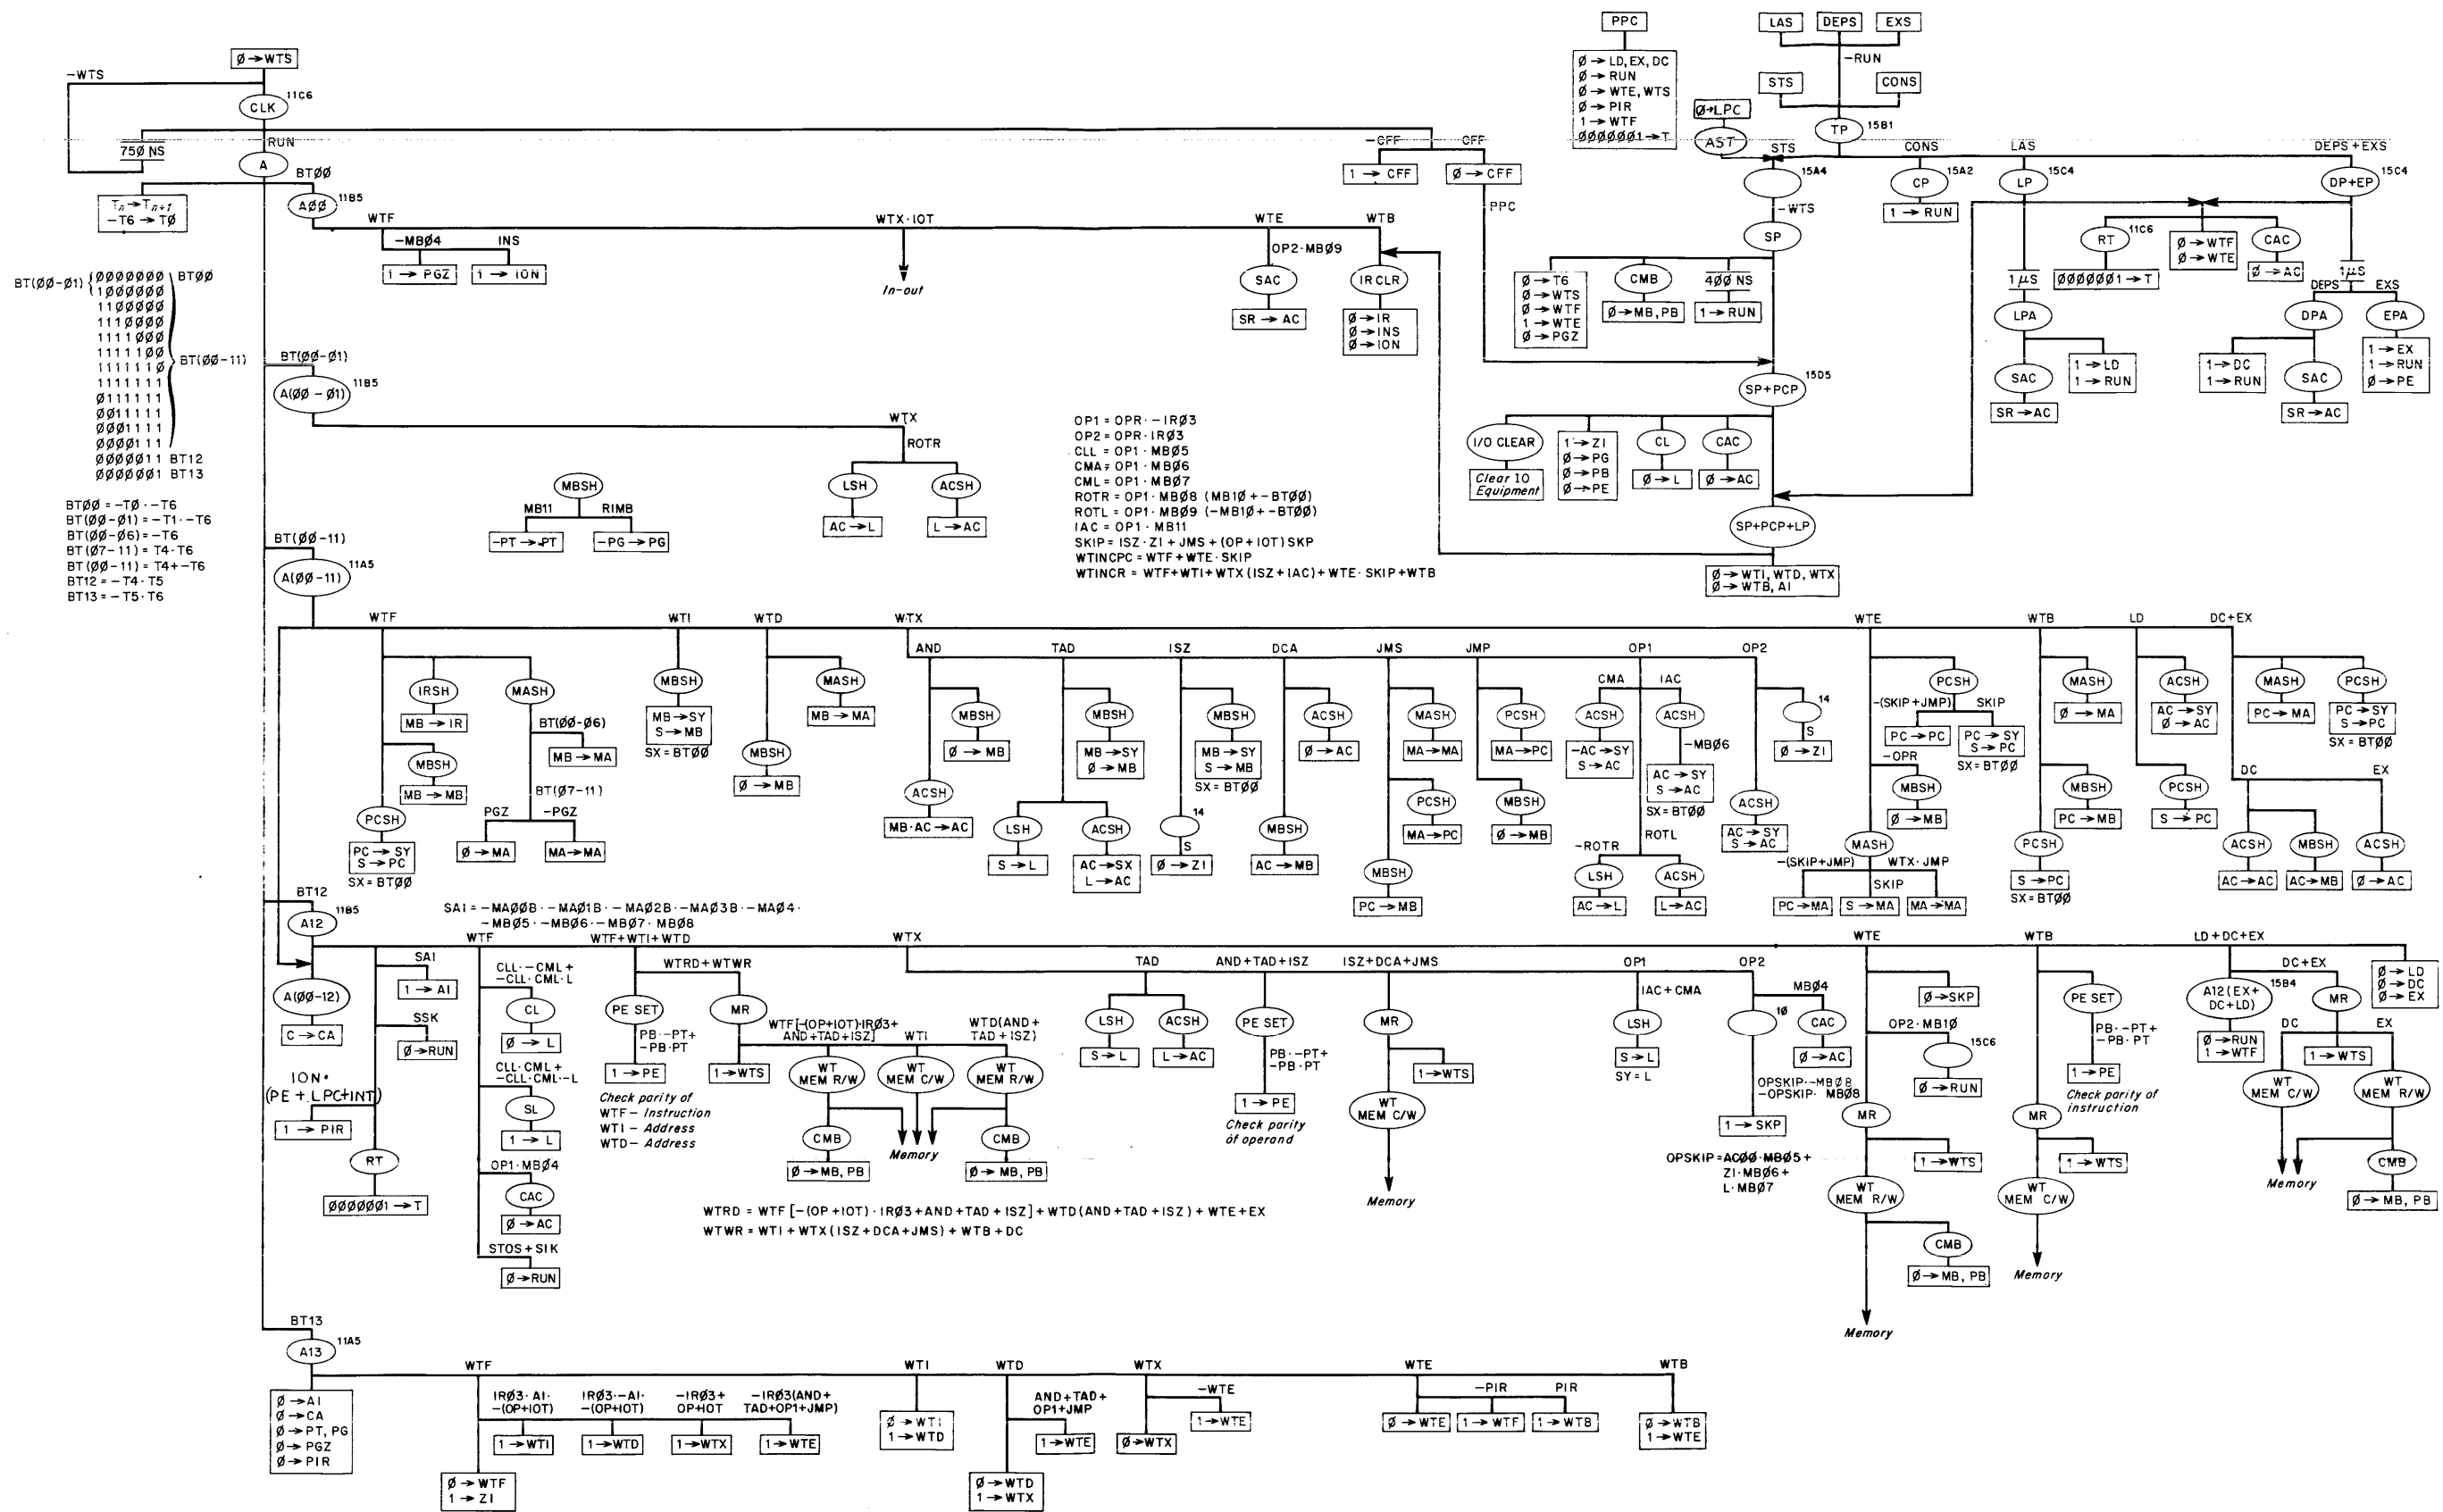 PPC
LAS DEPS EXS
Ø→WTS
-WTS
CLK 11C6
Ø→LD, EX, DC
Ø→RUN
Ø→WTE, WTS
Ø→PIR
1→WTF
ØØØØØØ1→T
-RUN
STS CONS
Ø→LPC
TP 15B1
AST
RUN
75Ø NS
A
-CFF CFF
1→CFF Ø→CFF
PPC
STS CONS LAS DEPS+EXS
15A4
CP 15A2
LP 15C4
DP+EP 15C4
1→RUN
-WTS
SP
BTØØ
Tn→Tn+1
-T6→TØ
AØØ 11B5
WTF WTX·IOT WTE WTB
-MBØ4 INS
1→PGZ 1→ION
In-out
OP2·MBØ9
SAC
SR→AC
IRCLR
Ø→IR
Ø→INS
Ø→ION
Ø→T6
Ø→WTS
Ø→WTF
1→WTE
Ø→PGZ
CMB
Ø→MB, PB
4ØØ NS
1→RUN
RT 11C6
ØØØØØØ1→T
Ø→WTF
Ø→WTE
CAC
Ø→AC
1μS
LPA
SAC
SR→AC
1→LD
1→RUN
1μS
DEPS EXS
DPA EPA
1→DC
1→RUN
SAC
SR→AC
1→EX
1→RUN
Ø→PE
BT(ØØ-Ø1)
ØØØØØØØ BTØØ
1ØØØØØØ
11ØØØØØ
111ØØØØ
1111ØØØ
11111ØØ
111111Ø BT(ØØ-11)
1111111
Ø111111
ØØ11111
ØØØ1111
ØØØØ111
ØØØØØ11 BT12
ØØØØØØ1 BT13
BTØØ = -TØ·-T6
BT(ØØ-Ø1) = -T1·-T6
BT(ØØ-Ø6) = -T6
BT(Ø7-11) = T4·T6
BT(ØØ-11) = T4+-T6
BT12 = -T4·T5
BT13 = -T5·T6
BT(ØØ-Ø1)
A(ØØ-Ø1) 11B5
WTX
ROTR
LSH ACSH
AC→L L→AC
MBSH
MB11 RIMB
-PT→PT -PG→PG
OP1 = OPR·-IRØ3
OP2 = OPR·IRØ3
CLL = OP1·MBØ5
CMA = OP1·MBØ6
CML = OP1·MBØ7
ROTR = OP1·MBØ8 (MB1Ø+-BTØØ)
ROTL = OP1·MBØ9 (-MB1Ø+-BTØØ)
IAC = OP1·MB11
SKIP = ISZ·ZI+JMS+(OP+IOT)SKP
WTINCPC = WTF+WTE·SKIP
WTINCR = WTF+WTI+WTX(ISZ+IAC)+WTE·SKIP+WTB
SP+PCP 15D5
I/O CLEAR
Clear IO
Equipment
1→ZI
Ø→PG
Ø→PB
Ø→PE
CL
Ø→L
CAC
Ø→AC
SP+PCP+LP
Ø→WTI, WTD, WTX
Ø→WTB, AI
BT(ØØ-11)
A(ØØ-11) 11A5
WTF WTI WTD WTX WTE WTB LD DC+EX
IRSH
MB→IR
MBSH
MB→MB
PCSH
PC→SY
S→PC
SX=BTØØ
MASH
BT(ØØ-Ø6)
MB→MA
BT(Ø7-11)
PGZ -PGZ
Ø→MA MA→MA
MBSH
MB→SY
S→MB
SX=BTØØ
MBSH
Ø→MB
MASH
MB→MA
AND TAD ISZ DCA JMS JMP OP1 OP2
MBSH
Ø→MB
ACSH
MB·AC→AC
MBSH
MB→SY
Ø→MB
LSH
S→L
ACSH
AC→SX
L→AC
MBSH
MB→SY
S→MB
SX=BTØØ
14
S
Ø→ZI
ACSH
Ø→AC
MBSH
AC→MB
MASH
MA→MA
PCSH
MA→PC
MBSH
PC→MB
PCSH
MA→PC
MBSH
Ø→MB
CMA IAC
ACSH
-AC→SY
S→AC
ACSH
-MBØ6
AC→SY
S→AC
SX=BTØØ
-ROTR ROTL
LSH ACSH
AC→L L→AC
14
S
Ø→ZI
ACSH
AC→SY
S→AC
PCSH
-(SKIP+JMP) SKIP
PC→PC
PC→SY
S→PC
SX=BTØØ
-OPR
MBSH
Ø→MB
MASH
-(SKIP+JMP) WTX·JMP
SKIP
PC→MA S→MA MA→MA
MASH
Ø→MA
MBSH
PC→MB
PCSH
S→PC
SX=BTØØ
ACSH
AC→SY
Ø→AC
PCSH
S→PC
MASH
PC→MA
PCSH
PC→SY
S→PC
SX=BTØØ
DC EX
ACSH MBSH ACSH
AC→AC AC→MB Ø→AC
BT12
A12 11B5
SAI = -MAØØB·-MAØ1B·-MAØ2B·-MAØ3B·-MAØ4·
-MBØ5·-MBØ6·-MBØ7·MBØ8
WTF WTF+WTI+WTD WTX WTE WTB LD+DC+EX
A(ØØ-12)
C→CA
SAI
1→AI
SSK
Ø→RUN
ION·
(PE+LPC+INT)
1→PIR
RT
ØØØØØØ1→T
CLL·-CML+
-CLL·CML·L
CL
Ø→L
CLL·CML+
-CLL·CML·-L
SL
1→L
OP1·MBØ4
CAC
Ø→AC
STOS+SIK
Ø→RUN
PE SET
PB·-PT+
-PB·PT
1→PE
Check parity of
WTF- Instruction
WTI- Address
WTD- Address
WTRD+WTWR
MR
1→WTS
WTF[-(OP+IOT)·IRØ3+
AND+TAD+ISZ]
WTI
WTD(AND+
TAD+ISZ)
WT
MEM R/W
WT
MEM C/W
WT
MEM R/W
CMB
Ø→MB, PB
Memory
CMB
Ø→MB, PB
TAD AND+TAD+ISZ ISZ+DCA+JMS OP1 OP2
LSH ACSH
S→L L→AC
PE SET
PB·-PT+
-PB·PT
1→PE
Check parity
of operand
MR
1→WTS
WT
MEM C/W
Memory
IAC+CMA
LSH
S→L
SY=L
MBØ4
1Ø
CAC
Ø→AC
OPSKIP·-MBØ8
-OPSKIP·MBØ8
1→SKP
OPSKIP=ACØØ·MBØ5+
ZI·MBØ6+
L·MBØ7
Ø→SKP
OP2·MB1Ø
15C6
Ø→RUN
MR
1→WTS
WT
MEM R/W
CMB
Ø→MB, PB
Memory
PE SET
PB·-PT+
-PB·PT
1→PE
Check parity of
instruction
MR
1→WTS
WT
MEM C/W
Memory
A12(EX+
DC+LD) 15B4
Ø→RUN
1→WTF
DC+EX
MR
DC EX
1→WTS
WT
MEM C/W
WT
MEM R/W
Memory
CMB
Ø→MB, PB
Ø→LD
Ø→DC
Ø→EX
WTRD = WTF[-(OP+IOT)·IRØ3+AND+TAD+ISZ]+WTD(AND+TAD+ISZ)+WTE+EX
WTWR = WTI+WTX(ISZ+DCA+JMS)+WTB+DC
BT13
A13 11A5
WTF WTI WTD WTX WTE WTB
Ø→AI
Ø→CA
Ø→PT, PG
Ø→PGZ
Ø→PIR
IRØ3·AI·
-(OP+IOT)
1→WTI
IRØ3·-AI·
-(OP+IOT)
1→WTD
-IRØ3+
OP+IOT
1→WTX
-IRØ3(AND+
TAD+OP1+JMP)
1→WTE
Ø→WTF
1→ZI
Ø→WTI
1→WTD
AND+TAD+
OP1+JMP
1→WTE
Ø→WTD
1→WTX
-WTE
1→WTE
Ø→WTX
-PIR PIR
Ø→WTE 1→WTF 1→WTB
Ø→WTB
1→WTE